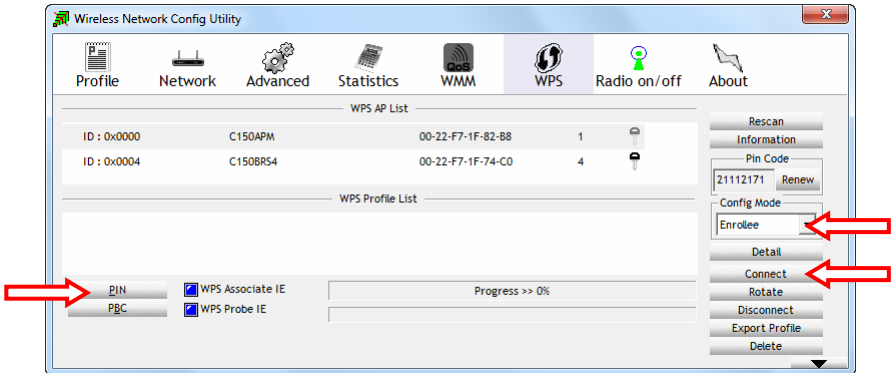 Wireless Network Config Utility
Profile Network Advanced Statistics QoS WMM WPS Radio on/off About
WPS AP List
ID : 0x0000 C150APM 00-22-F7-1F-82-B8 1
ID : 0x0004 C150BRS4 00-22-F7-1F-74-C0 4
WPS Profile List
PIN WPS Associate IE Progress >> 0%
PBC WPS Probe IE
Rescan
Information
Pin Code
21112171 Renew
Config Mode
Enrollee
Detail
Connect
Rotate
Disconnect
Export Profile
Delete